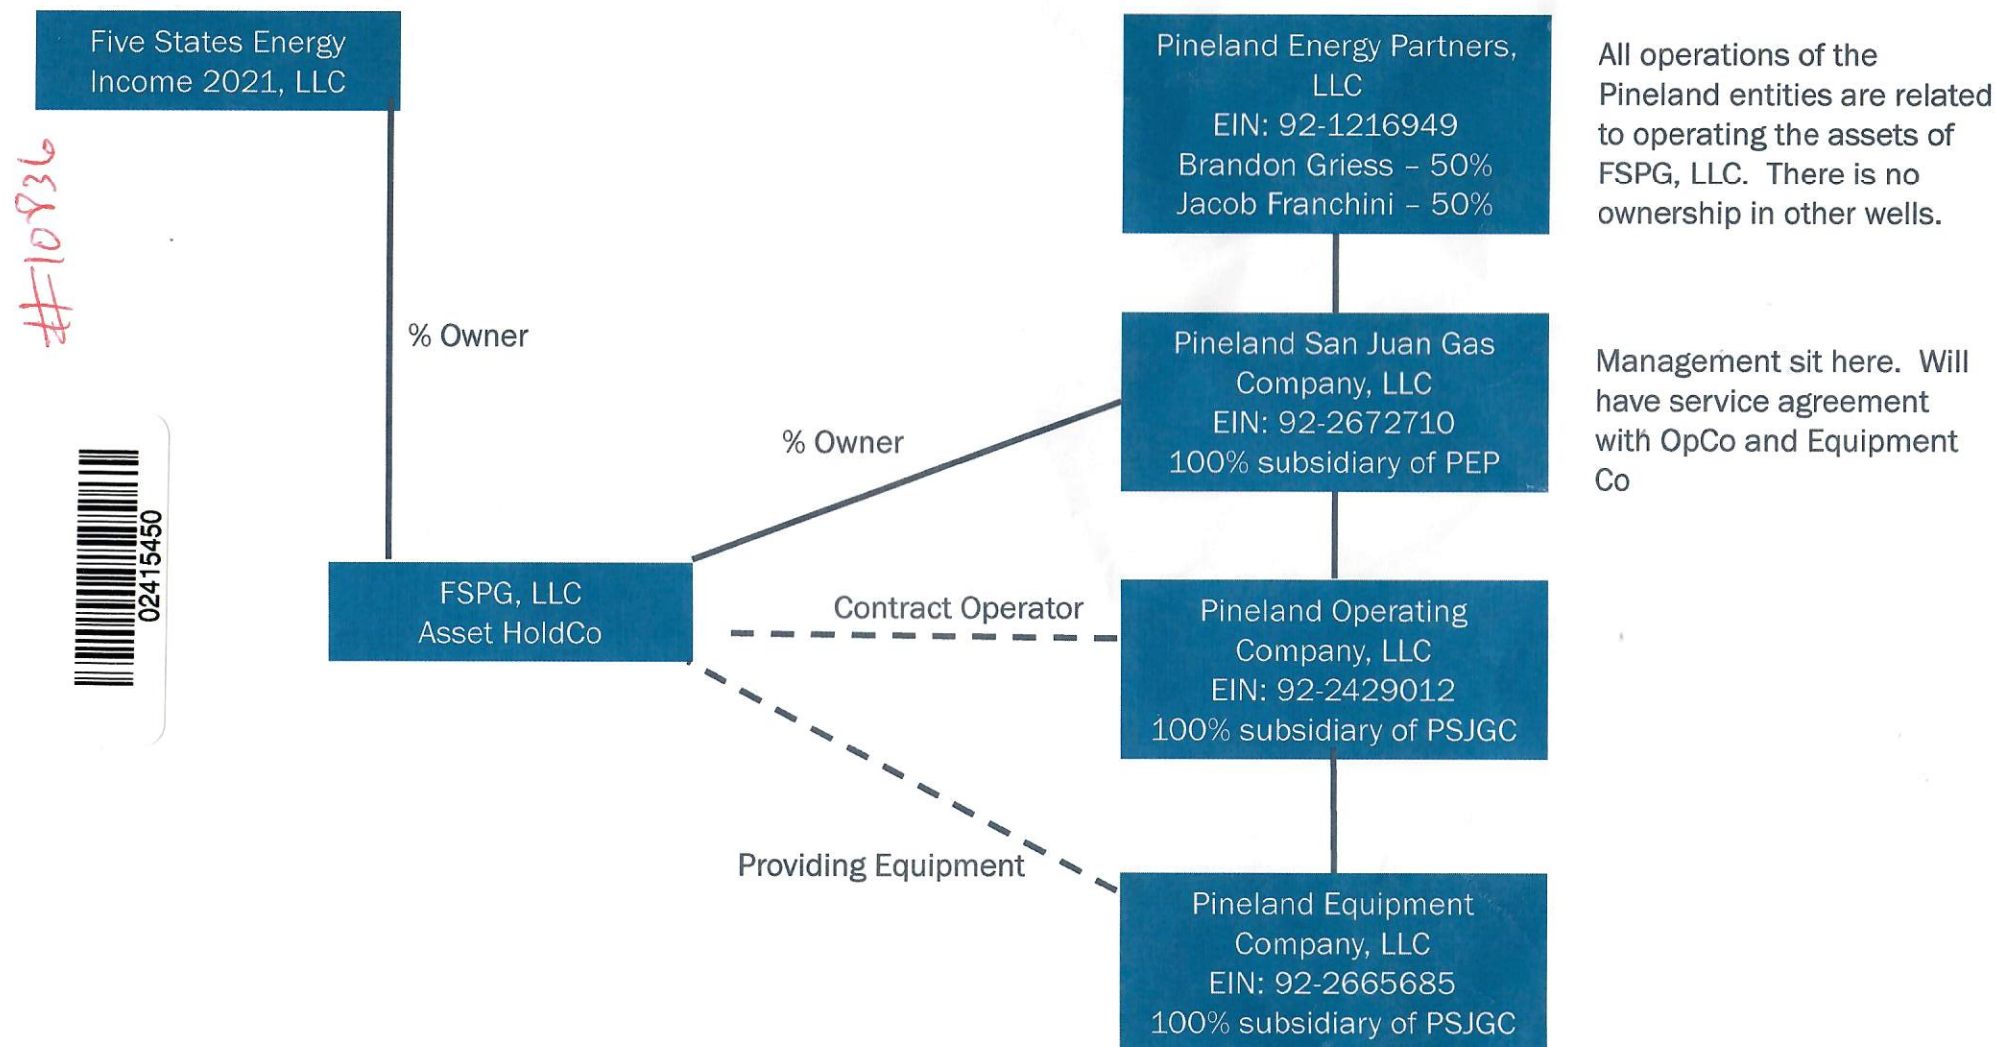 Five States Energy
Income 2021, LLC
#10836
02415450
% Owner
FSPG, LLC
Asset HoldCo
% Owner
Contract Operator
Providing Equipment
Pineland Energy Partners,
LLC
EIN: 92-1216949
Brandon Griess – 50%
Jacob Franchini – 50%
Pineland San Juan Gas
Company, LLC
EIN: 92-2672710
100% subsidiary of PEP
Pineland Operating
Company, LLC
EIN: 92-2429012
100% subsidiary of PSJGC
Pineland Equipment
Company, LLC
EIN: 92-2665685
100% subsidiary of PSJGC
All operations of the
Pineland entities are related
to operating the assets of
FSPG, LLC.  There is no
ownership in other wells.
Management sit here.  Will
have service agreement
with OpCo and Equipment
Co